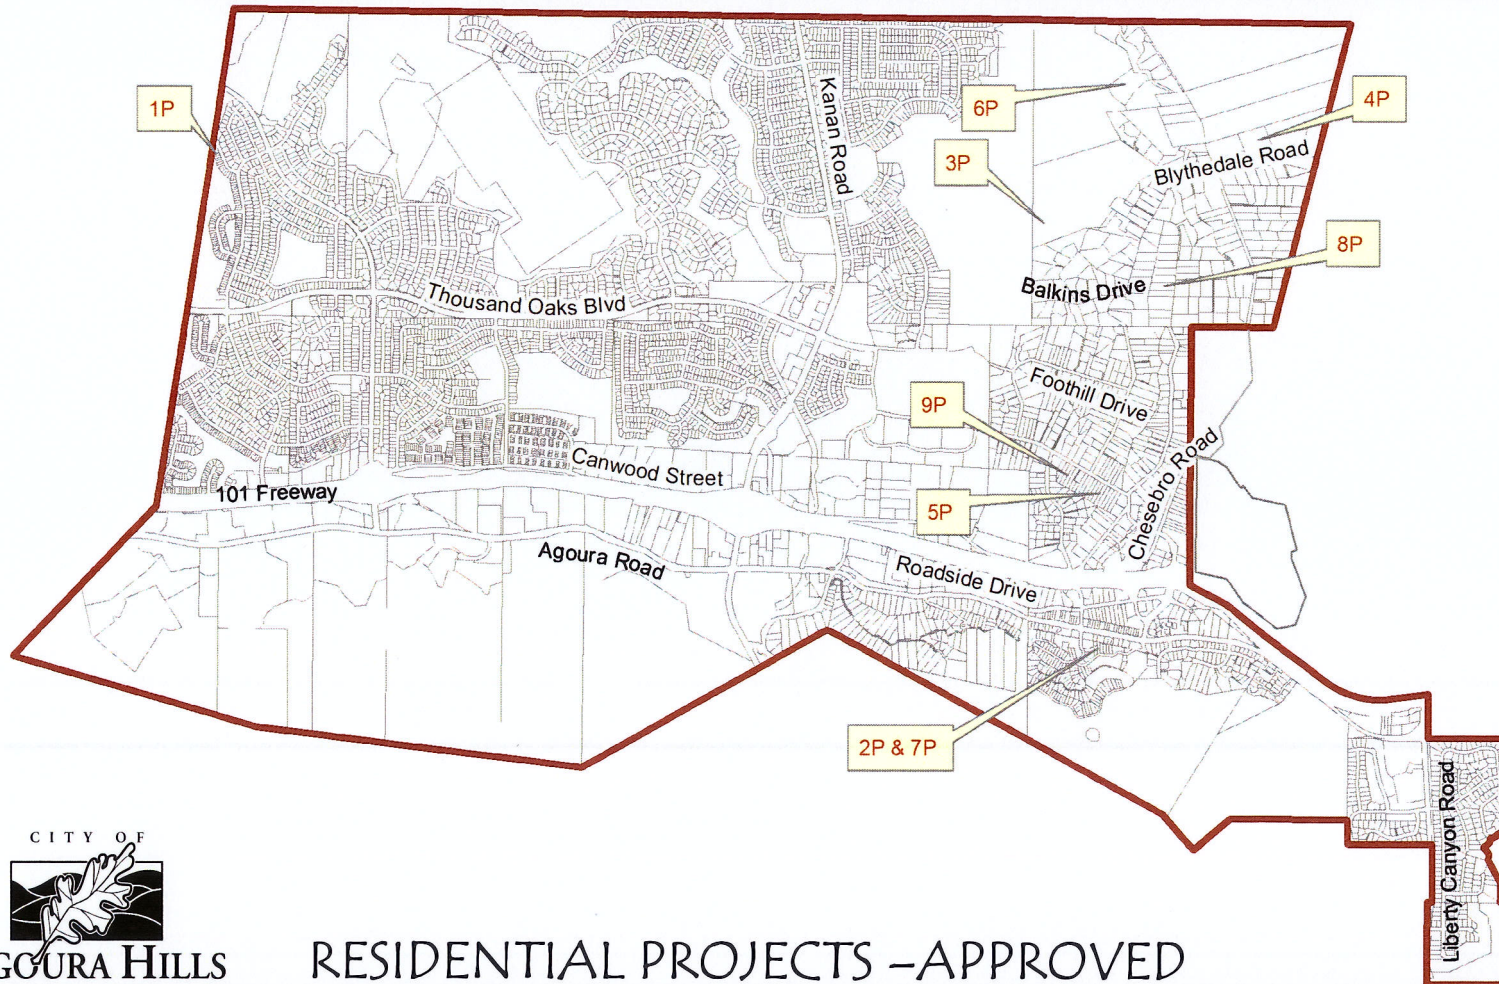 1P
6P
4P
3P
Kanan Road
Blythedale Road
8P
Balkins Drive
Thousand Oaks Blvd
Foothill Drive
9P
Canwood Street
Chesebro Road
101 Freeway
5P
Agoura Road
Roadside Drive
2P & 7P
Liberty Canyon Road
CITY OF
GOURA HILLS
RESIDENTIAL PROJECTS –APPROVED